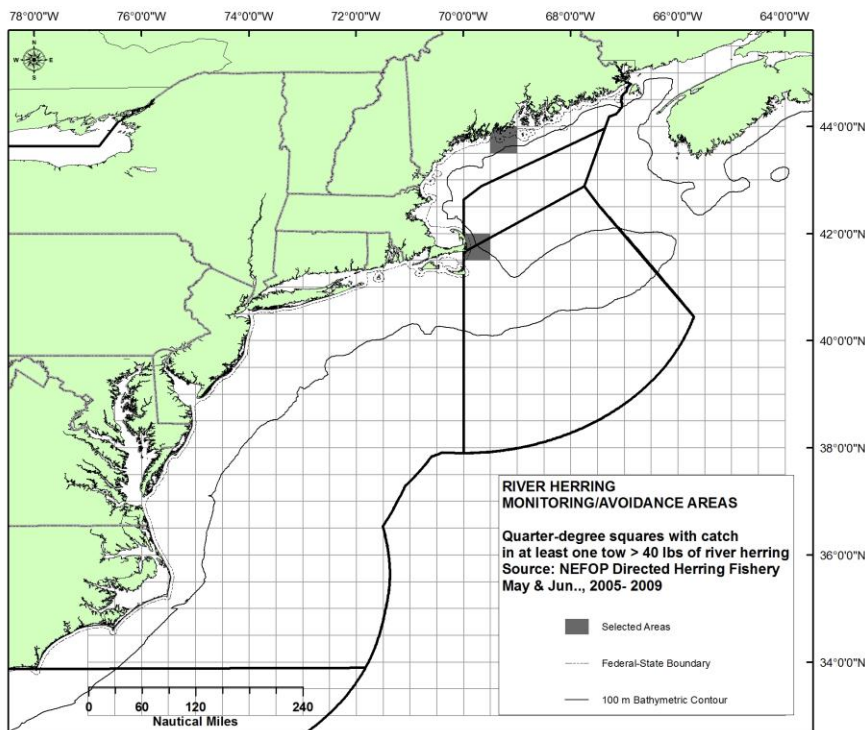 78°0'0"W 76°0'0"W 74°0'0"W 72°0'0"W 70°0'0"W 68°0'0"W 66°0'0"W 64°0'0"W
N
W E
S
44°0'0"N
42°0'0"N
40°0'0"N
38°0'0"N
RIVER HERRING
MONITORING/AVOIDANCE AREAS
Quarter-degree squares with catch
in at least one tow > 40 lbs of river herring
Source: NEFOP Directed Herring Fishery
May & Jun.., 2005- 2009
36°0'0"N
Selected Areas
Federal-State Boundary
34°0'0"N
100 m Bathymetric Contour
0 60 120 240
Nautical Miles